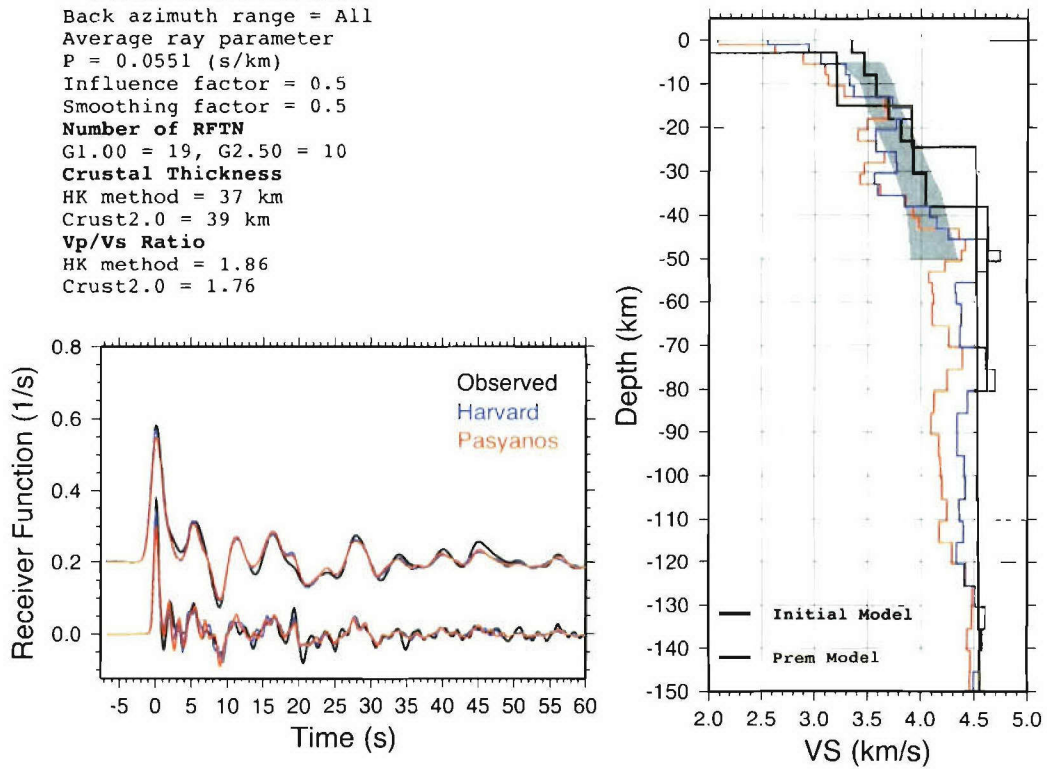 Back azimuth range = All
Average ray parameter
P = 0.0551 (s/km)
Influence factor = 0.5
Smoothing factor = 0.5
Number of RFTN
G1.00 = 19, G2.50 = 10
Crustal Thickness
HK method = 37 km
Crust2.0 = 39 km
Vp/Vs Ratio
HK method = 1.86
Crust2.0 = 1.76
0.8
0.6
0.4
0.2
0.0
Receiver Function (1/s)
Observed
Harvard
Pasyanos
-5 0 5 10 15 20 25 30 35 40 45 50 55 60
Time (s)
0
-10
-20
-30
-40
-50
-60
-70
-80
-90
-100
-110
-120
-130
-140
-150
Depth (km)
Initial Model
Prem Model
2.0 2.5 3.0 3.5 4.0 4.5 5.0
VS (km/s)